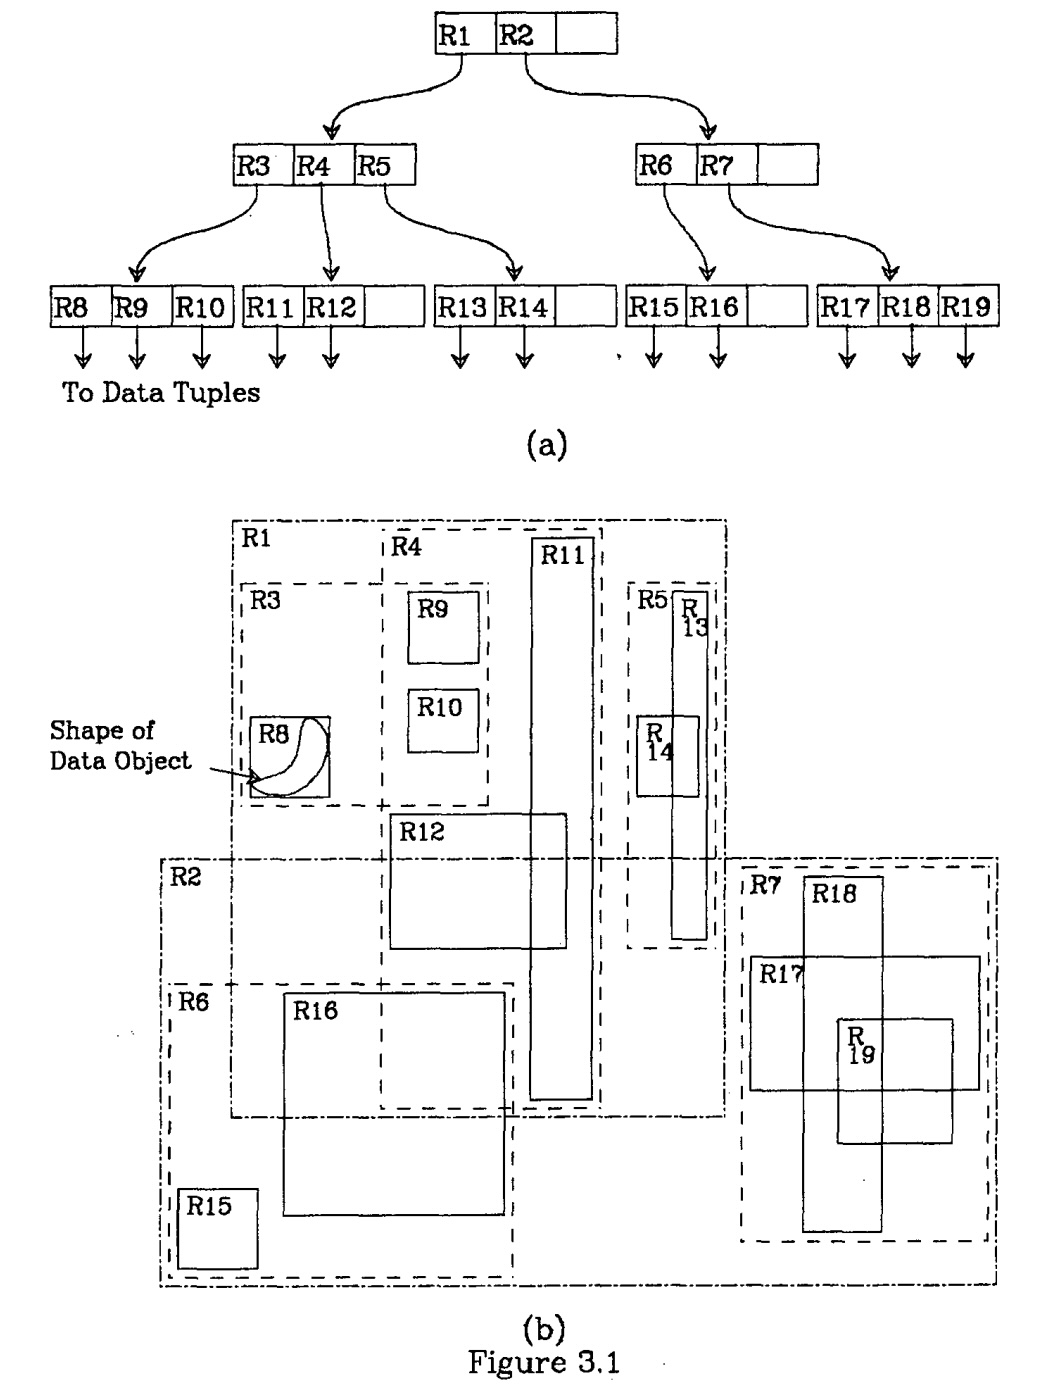 R1 R2
R3 R4 R5
R6 R7
R8 R9 R10
R11 R12
R13 R14
R15 R16
R17 R18 R19
To Data Tuples
(a)
R1
R4
R11
R3
R9
R5
R
13
R10
Shape of
Data Object
R8
R
14
R12
R2
R7
R18
R17
R6
R16
R
19
R15
(b)
Figure 3.1